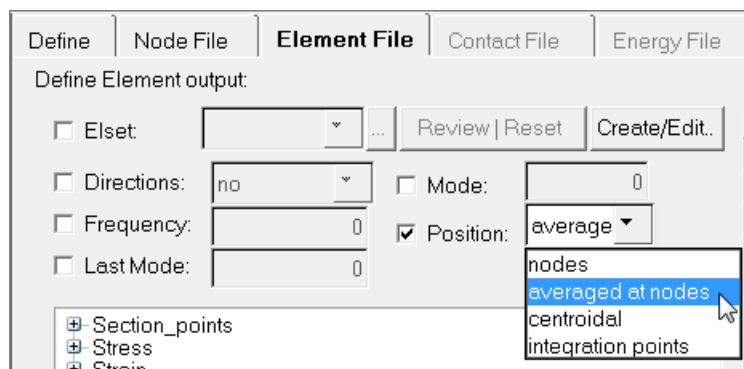 Define Node File Element File Contact File Energy File
Define Element output:
Elset: ... Review | Reset Create/Edit..
Directions: no Mode: 0
Frequency: 0 Position: average
Last Mode: 0 nodes
averaged at nodes
centroidal
integration points
Section_points
Stress
Strain